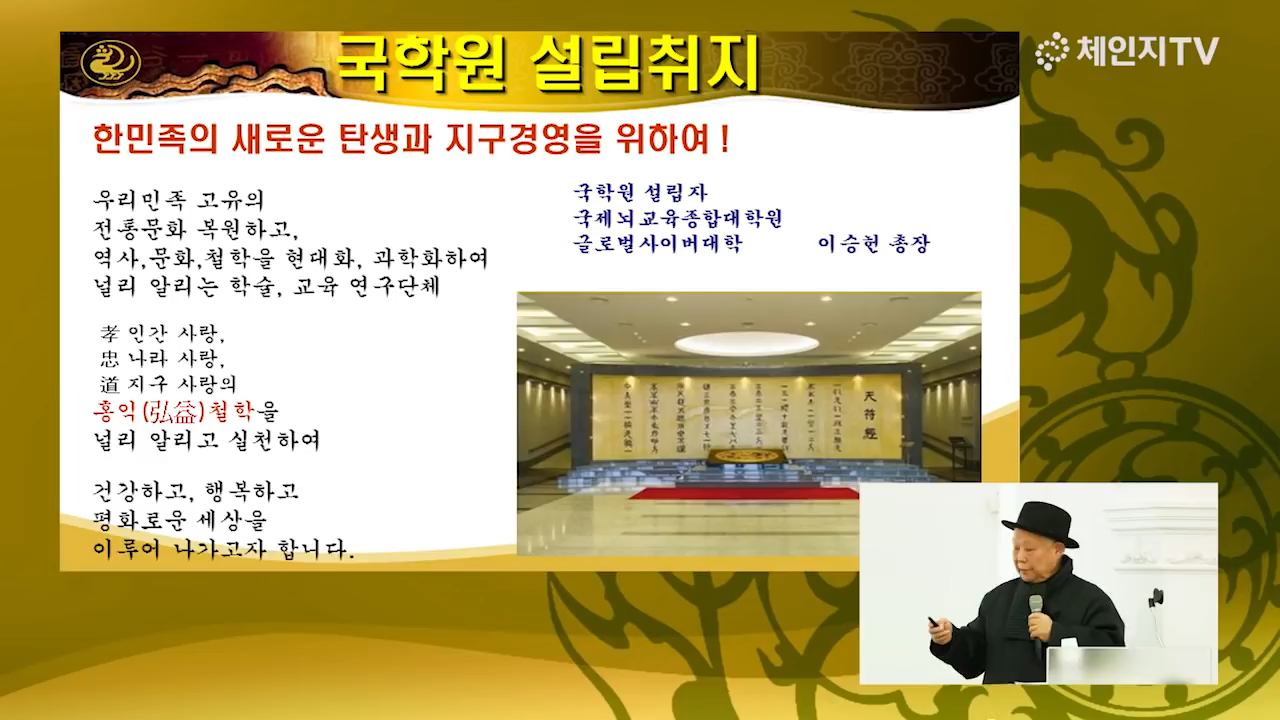 국학원 설립취지
체인지TV
한민족의 새로운 탄생과 지구경영을 위하여 !
우리민족 고유의
전통문화 복원하고,
역사,문화,철학을 현대화, 과학화하여
널리 알리는 학술, 교육 연구단체
孝 인간 사랑,
忠 나라 사랑,
道 지구 사랑의
홍익(弘益)철학을
널리 알리고 실천하여
건강하고, 행복하고
평화로운 세상을
이루어 나가고자 합니다.
국학원 설립자
국제뇌교육종합대학원
글로벌사이버대학 이승헌 총장
天符經